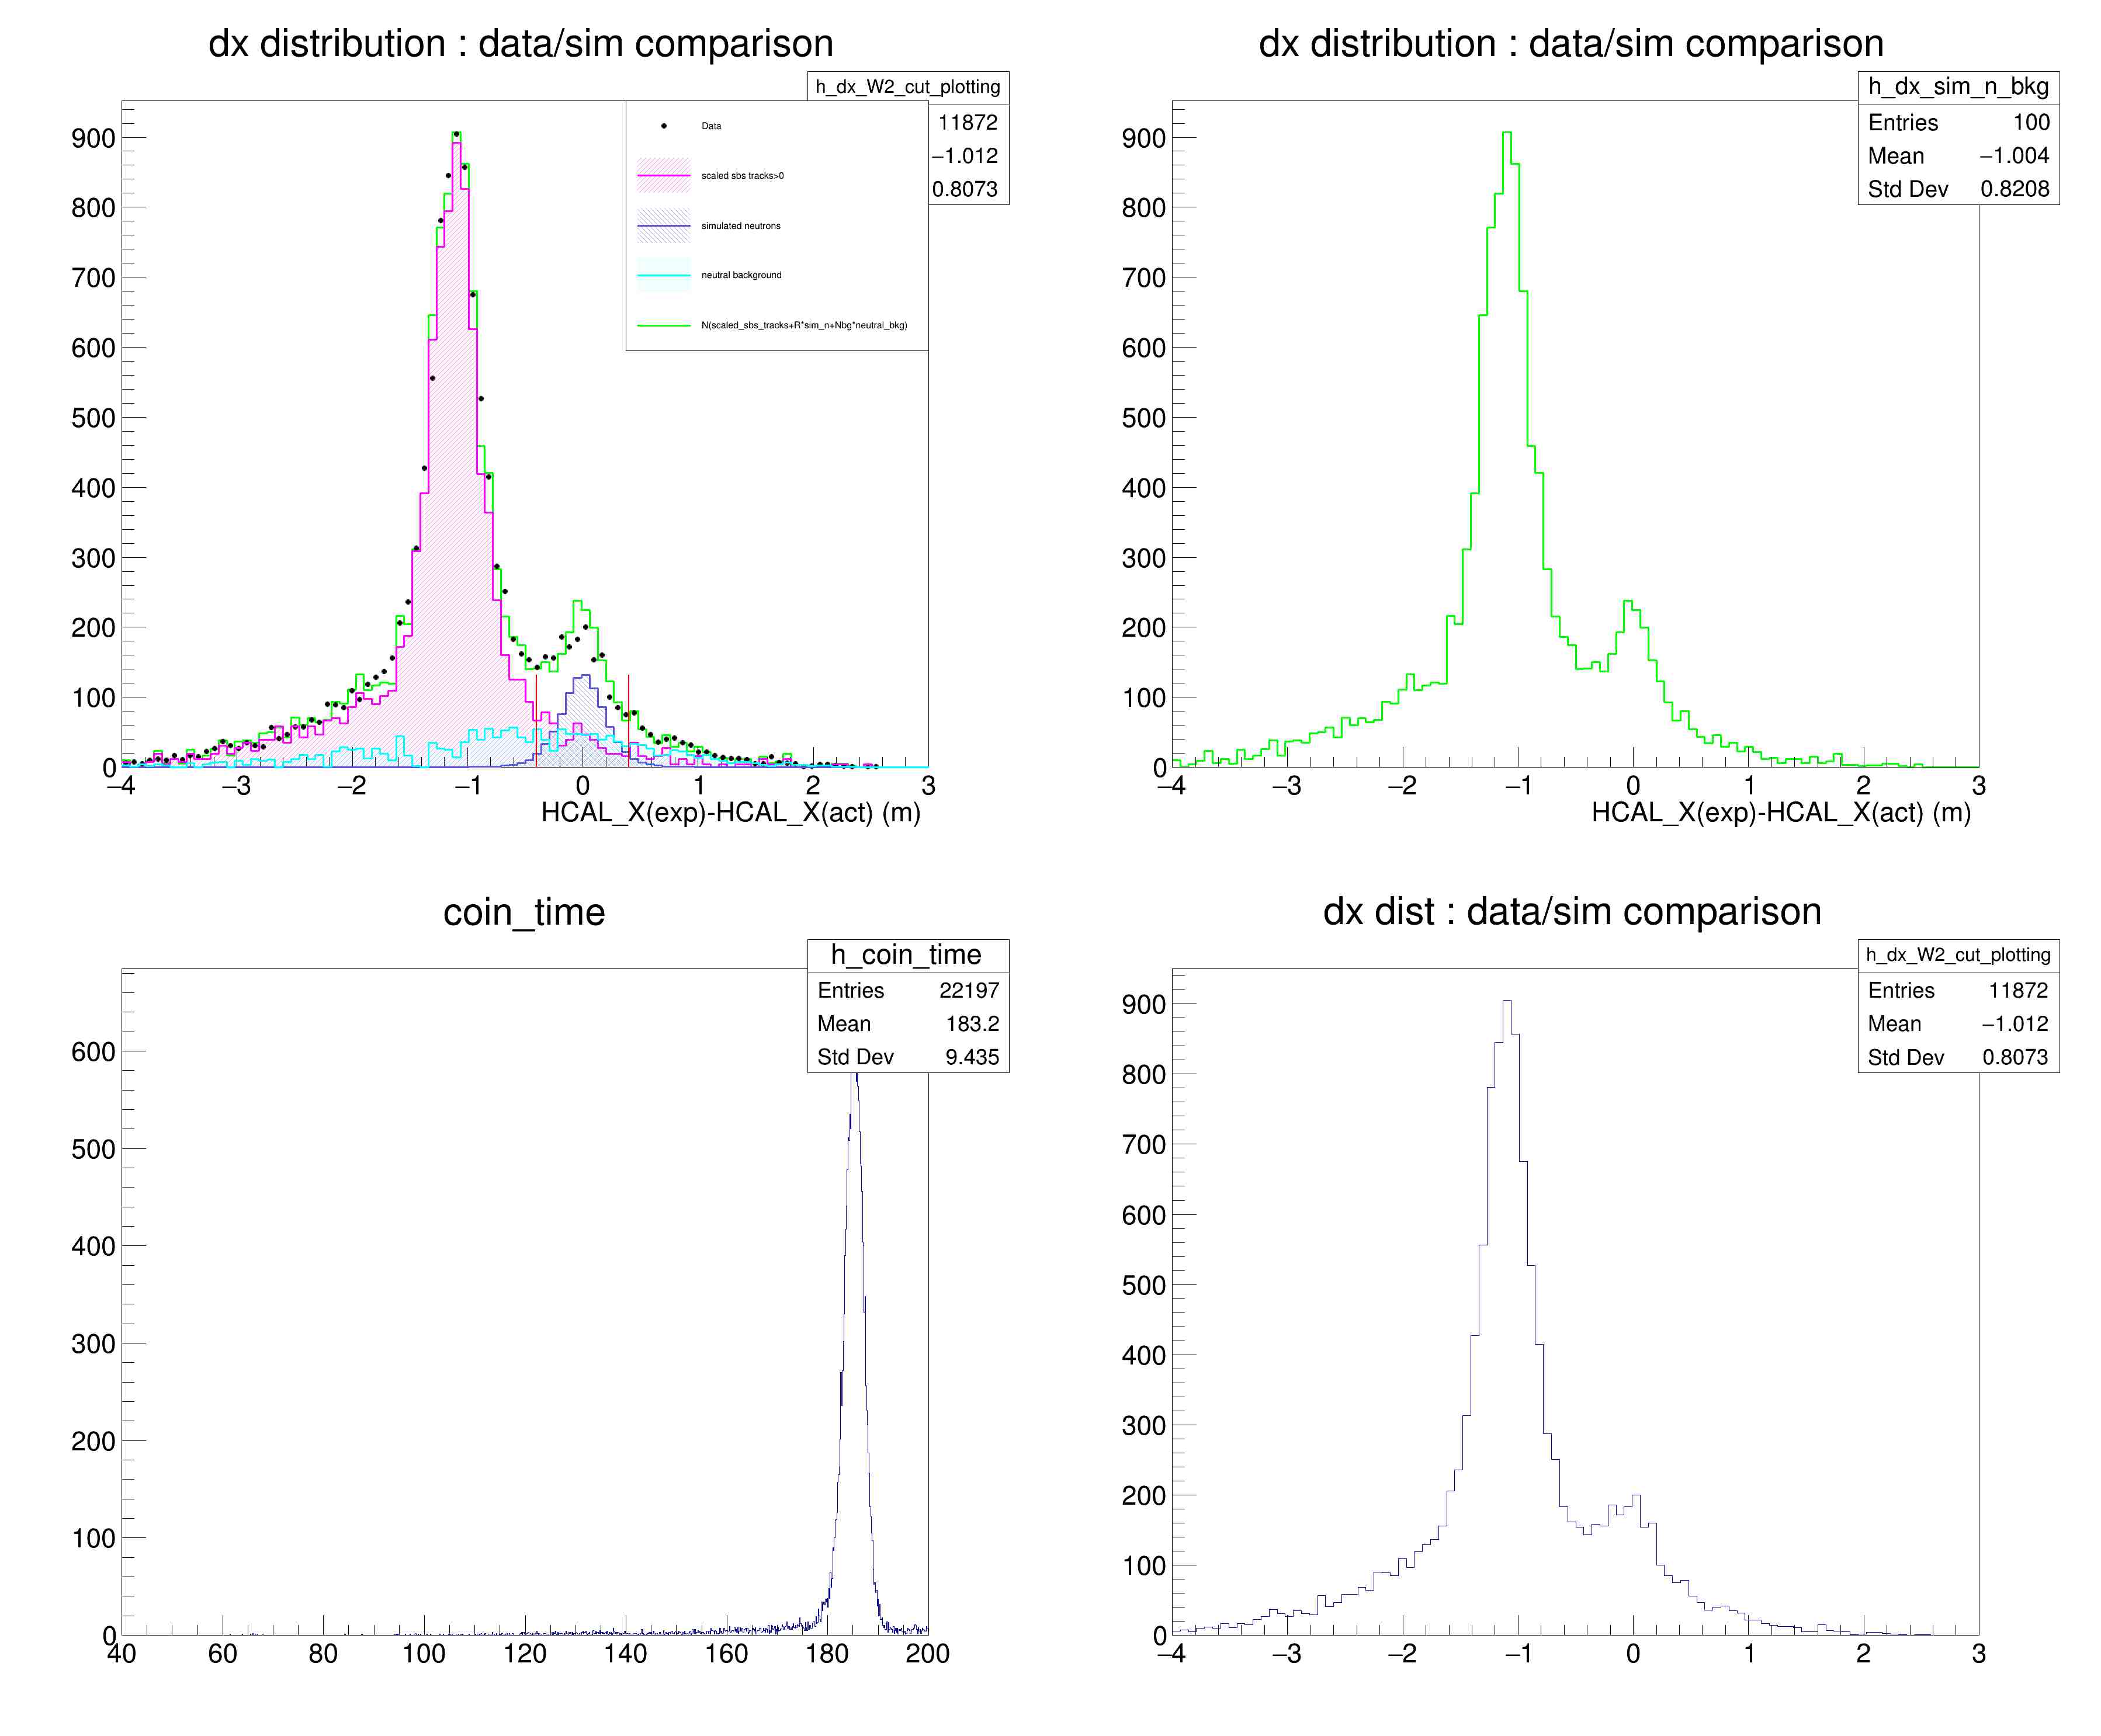 dx distribution : data/sim comparison
h_dx_W2_cut_plotting
11872
−1.012
0.8073
Data
scaled sbs tracks>0
simulated neutrons
neutral background
N(scaled_sbs_tracks+R*sim_n+Nbg*neutral_bkg)
900
800
700
600
500
400
300
200
100
0
−4 −3 −2 −1 0 1 2 3
HCAL_X(exp)-HCAL_X(act) (m)
dx distribution : data/sim comparison
h_dx_sim_n_bkg
Entries 100
Mean −1.004
Std Dev 0.8208
900
800
700
600
500
400
300
200
100
0
−4 −3 −2 −1 0 1 2 3
HCAL_X(exp)-HCAL_X(act) (m)
coin_time
h_coin_time
Entries 22197
Mean 183.2
Std Dev 9.435
600
500
400
300
200
100
0
40 60 80 100 120 140 160 180 200
dx dist : data/sim comparison
h_dx_W2_cut_plotting
Entries 11872
Mean −1.012
Std Dev 0.8073
900
800
700
600
500
400
300
200
100
0
−4 −3 −2 −1 0 1 2 3